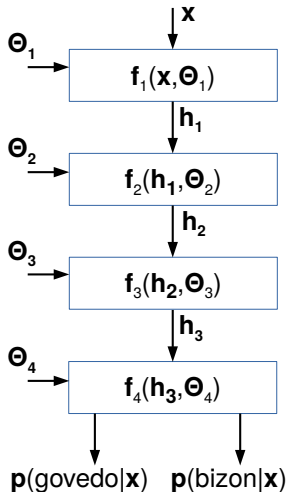 x
Θ₁
f₁(x,Θ₁)
h₁
Θ₂
f₂(h₁,Θ₂)
h₂
Θ₃
f₃(h₂,Θ₃)
h₃
Θ₄
f₄(h₃,Θ₄)
p(govedo|x) p(bizon|x)